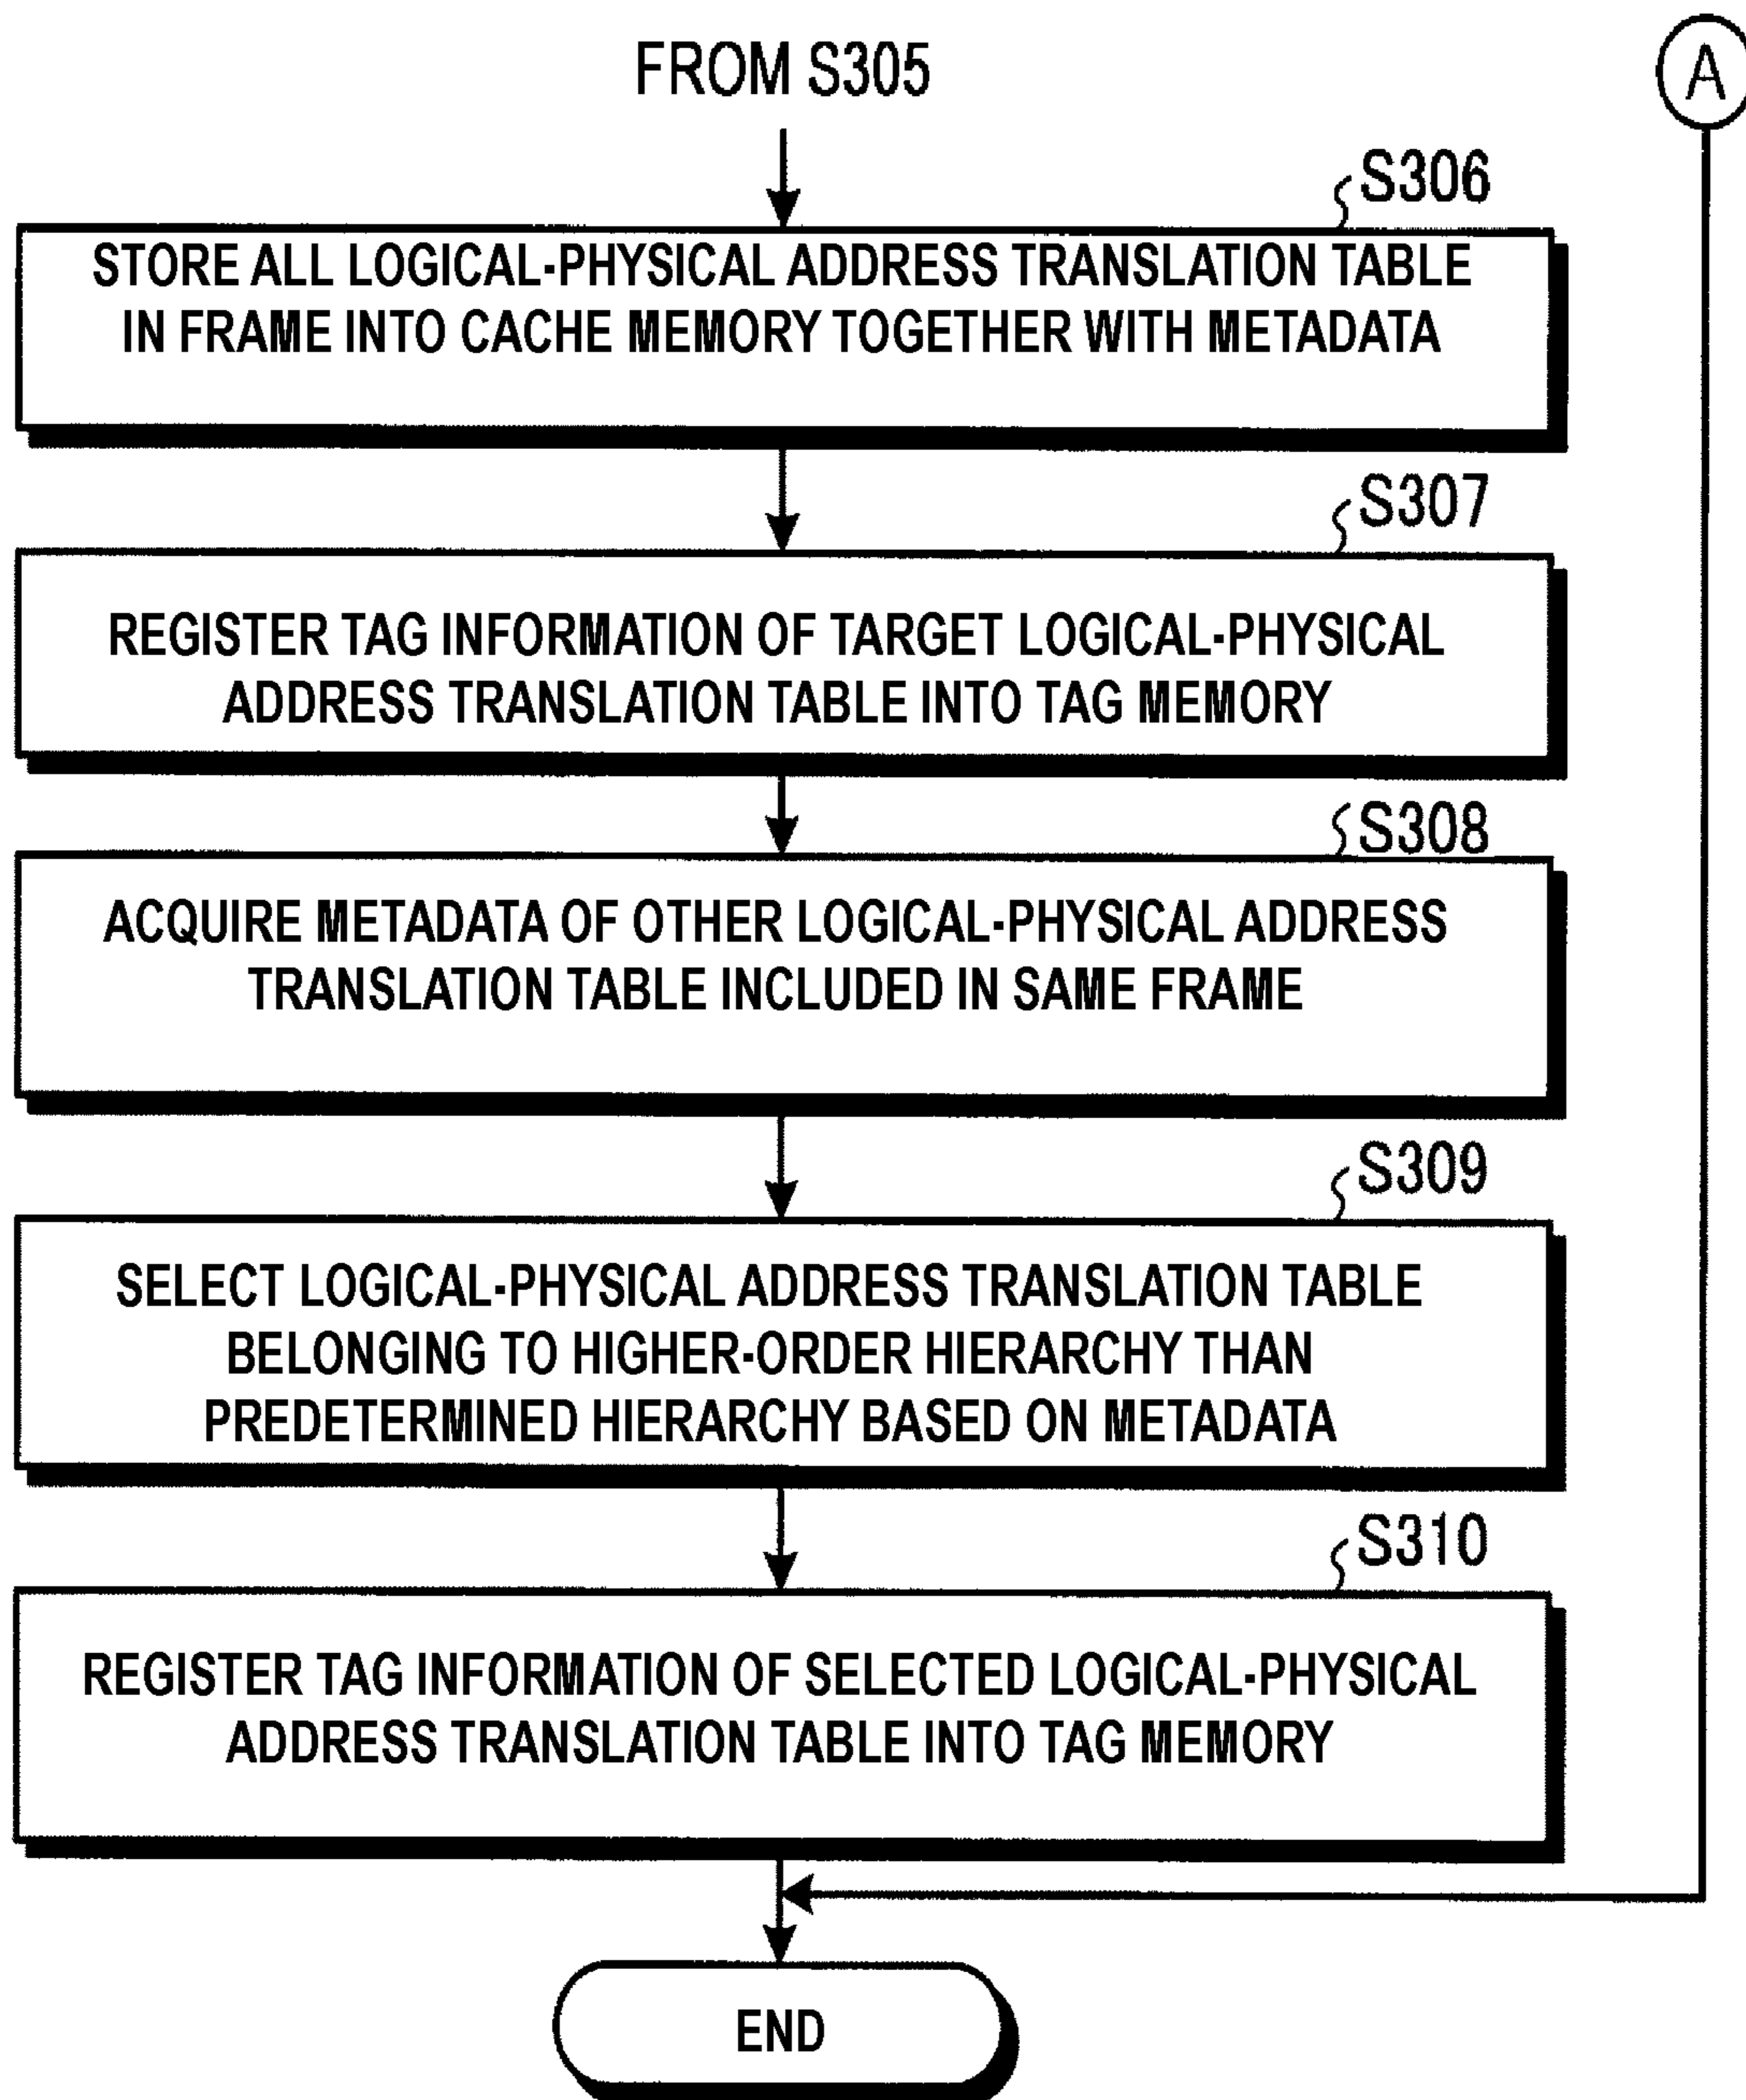 FROM S305
A
S306
STORE ALL LOGICAL-PHYSICAL ADDRESS TRANSLATION TABLE
IN FRAME INTO CACHE MEMORY TOGETHER WITH METADATA
S307
REGISTER TAG INFORMATION OF TARGET LOGICAL-PHYSICAL
ADDRESS TRANSLATION TABLE INTO TAG MEMORY
S308
ACQUIRE METADATA OF OTHER LOGICAL-PHYSICAL ADDRESS
TRANSLATION TABLE INCLUDED IN SAME FRAME
S309
SELECT LOGICAL-PHYSICAL ADDRESS TRANSLATION TABLE
BELONGING TO HIGHER-ORDER HIERARCHY THAN
PREDETERMINED HIERARCHY BASED ON METADATA
S310
REGISTER TAG INFORMATION OF SELECTED LOGICAL-PHYSICAL
ADDRESS TRANSLATION TABLE INTO TAG MEMORY
END